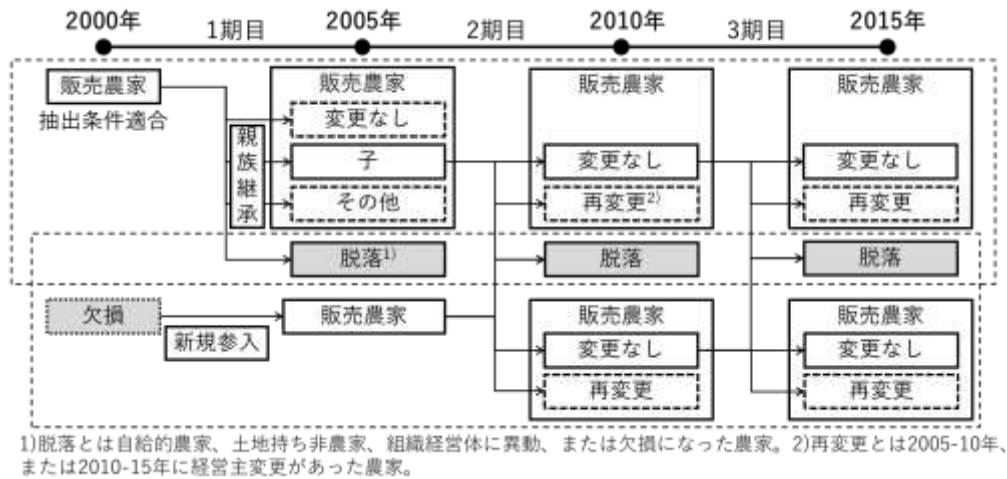 2000年 1期目 2005年 2期目 2010年 3期目 2015年
販売農家 販売農家 販売農家 販売農家
抽出条件適合
変更なし
親族継承
子 変更なし 変更なし
その他 再変更2) 再変更
脱落1) 脱落 脱落
欠損 販売農家 販売農家 販売農家
新規参入
変更なし 変更なし
再変更 再変更
1)脱落とは自給的農家、土地持ち非農家、組織経営体に異動、または欠損になった農家。2)再変更とは2005-10年、
または2010-15年に経営主変更があった農家。